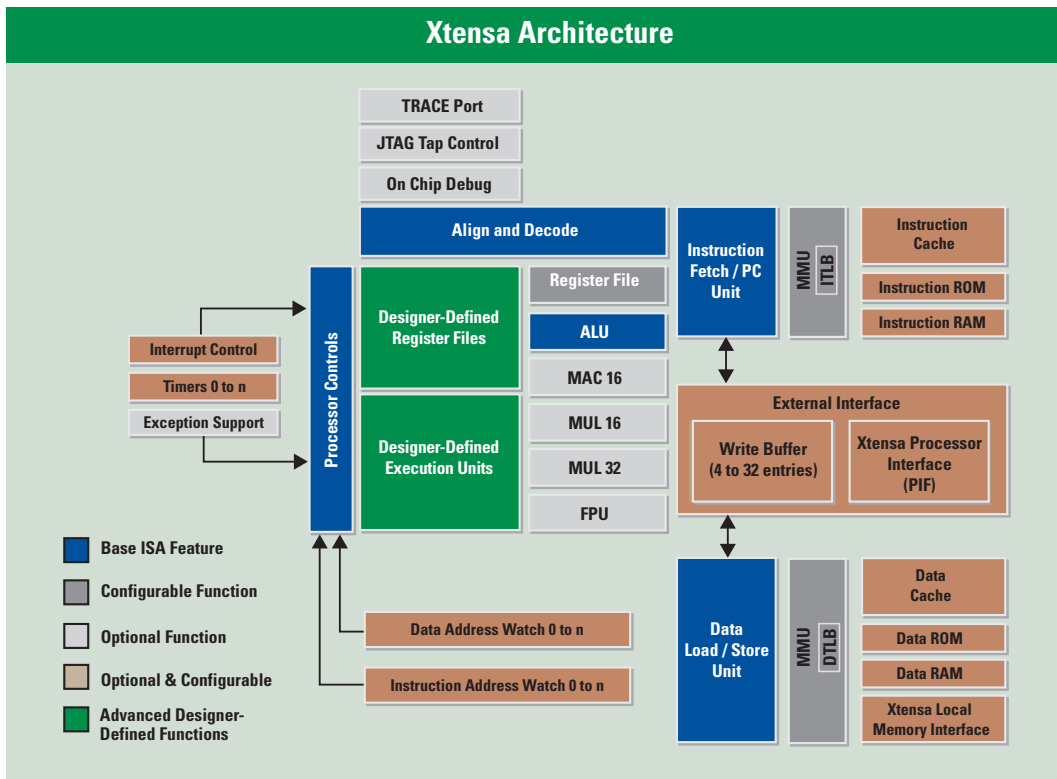 Xtensa Architecture
TRACE Port
JTAG Tap Control
On Chip Debug
Align and Decode
Instruction
Fetch / PC
Unit
MMU
ITLB
Instruction
Cache
Instruction ROM
Instruction RAM
Processor Controls
Designer-Defined
Register Files
Register File
ALU
Interrupt Control
Timers 0 to n
Exception Support
MAC 16
MUL 16
MUL 32
FPU
Designer-Defined
Execution Units
External Interface
Write Buffer
(4 to 32 entries)
Xtensa Processor
Interface
(PIF)
Base ISA Feature
Configurable Function
Optional Function
Optional & Configurable
Advanced Designer-
Defined Functions
Data Address Watch 0 to n
Instruction Address Watch 0 to n
Data
Load / Store
Unit
MMU
DTLB
Data
Cache
Data ROM
Data RAM
Xtensa Local
Memory Interface